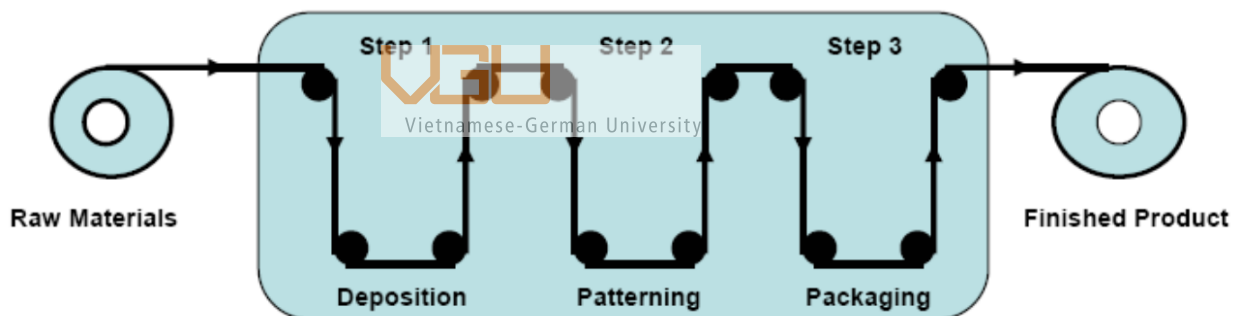 Step 1
Step 2
Step 3
VGU
Vietnamese-German University
Raw Materials
Finished Product
Deposition
Patterning
Packaging